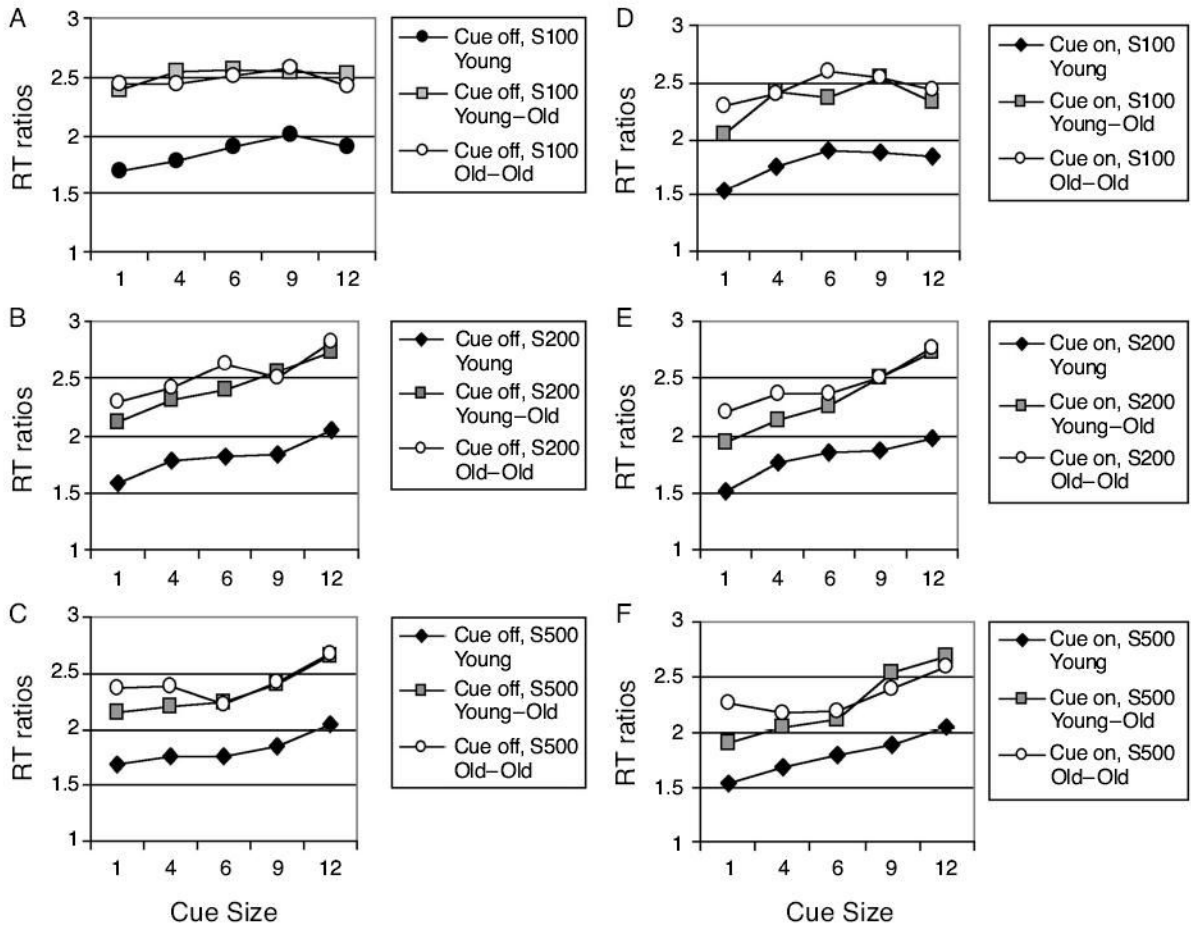 A
RT ratios
3
2.5
2
1.5
1
1 4 6 9 12
Cue off, S100
Young
Cue off, S100
Young–Old
Cue off, S100
Old–Old
D
RT ratios
3
2.5
2
1.5
1
1 4 6 9 12
Cue on, S100
Young
Cue on, S100
Young–Old
Cue on, S100
Old–Old
B
RT ratios
3
2.5
2
1.5
1
1 4 6 9 12
Cue off, S200
Young
Cue off, S200
Young–Old
Cue off, S200
Old–Old
E
RT ratios
3
2.5
2
1.5
1
1 4 6 9 12
Cue on, S200
Young
Cue on, S200
Young–Old
Cue on, S200
Old–Old
C
RT ratios
3
2.5
2
1.5
1
1 4 6 9 12
Cue Size
Cue off, S500
Young
Cue off, S500
Young–Old
Cue off, S500
Old–Old
F
RT ratios
3
2.5
2
1.5
1
1 4 6 9 12
Cue Size
Cue on, S500
Young
Cue on, S500
Young–Old
Cue on, S500
Old–Old